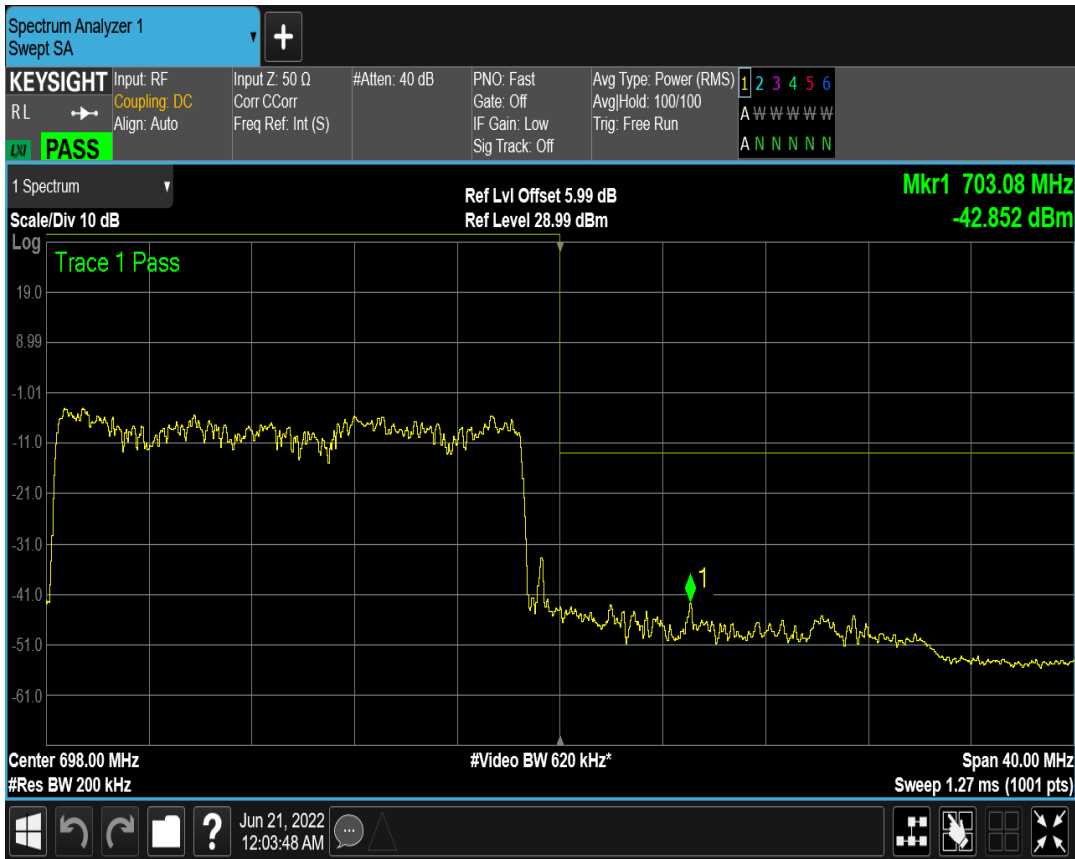 Spectrum Analyzer 1
Swept SA
+
KEYSIGHT
RL
LXI PASS
Input: RF
Coupling: DC
Align: Auto
Input Z: 50 Ω
Corr CCorr
Freq Ref: Int (S)
#Atten: 40 dB
PNO: Fast
Gate: Off
IF Gain: Low
Sig Track: Off
Avg Type: Power (RMS)
Avg|Hold: 100/100
Trig: Free Run
1 2 3 4 5 6
A W W W W W
A N N N N N
1 Spectrum
Scale/Div 10 dB
Ref Lvl Offset 5.99 dB
Ref Level 28.99 dBm
Mkr1 703.08 MHz
-42.852 dBm
Log
Trace 1 Pass
19.0
8.99
-1.01
-11.0
-21.0
-31.0
-41.0
-51.0
-61.0
1
Center 698.00 MHz
#Res BW 200 kHz
#Video BW 620 kHz*
Span 40.00 MHz
Sweep 1.27 ms (1001 pts)
?
Jun 21, 2022
12:03:48 AM